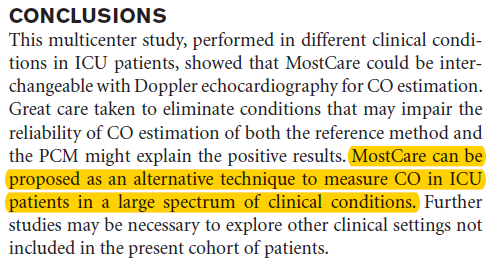 CONCLUSIONS
This multicenter study, performed in different clinical condi-
tions in ICU patients, showed that MostCare could be inter-
changeable with Doppler echocardiography for CO estimation.
Great care taken to eliminate conditions that may impair the
reliability of CO estimation of both the reference method and
the PCM might explain the positive results. MostCare can be
proposed as an alternative technique to measure CO in ICU
patients in a large spectrum of clinical conditions. Further
studies may be necessary to explore other clinical settings not
included in the present cohort of patients.